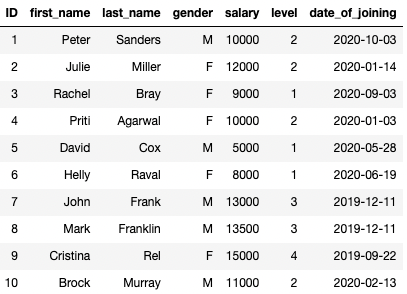 ID first_name last_name gender salary level date_of_joining
1 Peter Sanders M 10000 2 2020-10-03
2 Julie Miller F 12000 2 2020-01-14
3 Rachel Bray F 9000 1 2020-09-03
4 Priti Agarwal F 10000 2 2020-01-03
5 David Cox M 5000 1 2020-05-28
6 Helly Raval F 8000 1 2020-06-19
7 John Frank M 13000 3 2019-12-11
8 Mark Franklin M 13500 3 2019-12-11
9 Cristina Rel F 15000 4 2019-09-22
10 Brock Murray M 11000 2 2020-02-13